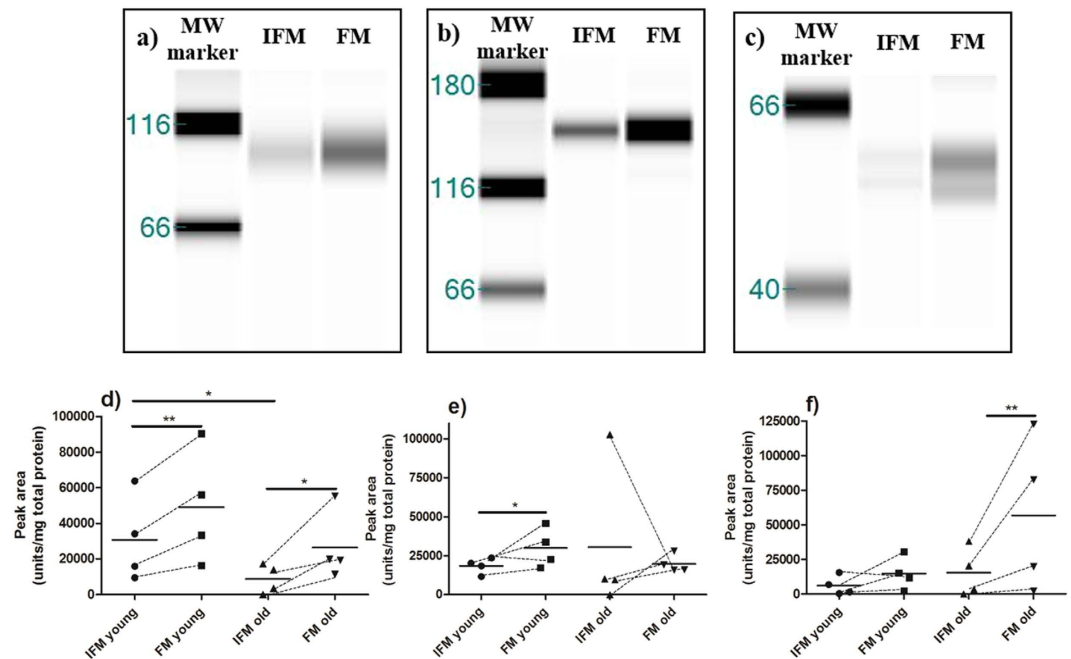 a) MW marker IFM FM
116
66
b) MW marker IFM FM
180
116
66
c) MW marker IFM FM
66
40
d)
*
**
*
100000
80000
60000
40000
20000
0
Peak area
(units/mg total protein)
IFM young FM young IFM old FM old
e)
*
100000
75000
50000
25000
0
Peak area
(units/mg total protein)
IFM young FM young IFM old FM old
f)
**
125000
100000
75000
50000
25000
0
Peak area
(units/mg total protein)
IFM young FM young IFM old FM old